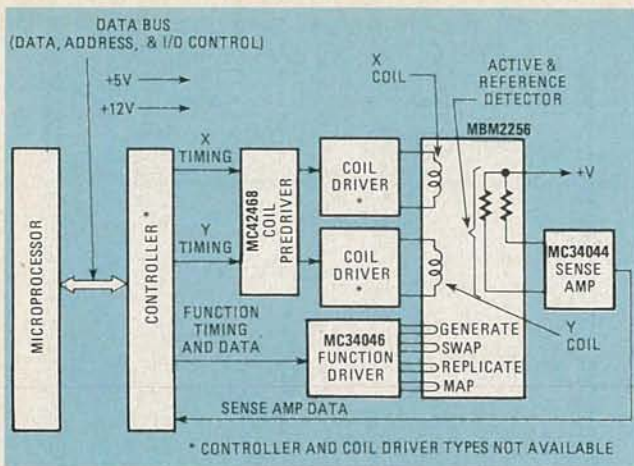 DATA BUS
(DATA, ADDRESS, & I/O CONTROL)
+5V
+12V
X
COIL
ACTIVE &
REFERENCE
DETECTOR
MBM2256
X
TIMING
Y
TIMING
MICROPROCESSOR
CONTROLLER*
MC42468
COIL
PREDRIVER
COIL
DRIVER
*
COIL
DRIVER
*
+V
MC34044
SENSE
AMP
FUNCTION
TIMING
AND DATA
MC34046
FUNCTION
DRIVER
GENERATE
SWAP
REPLICATE
MAP
Y
COIL
SENSE AMP DATA
* CONTROLLER AND COIL DRIVER TYPES NOT AVAILABLE